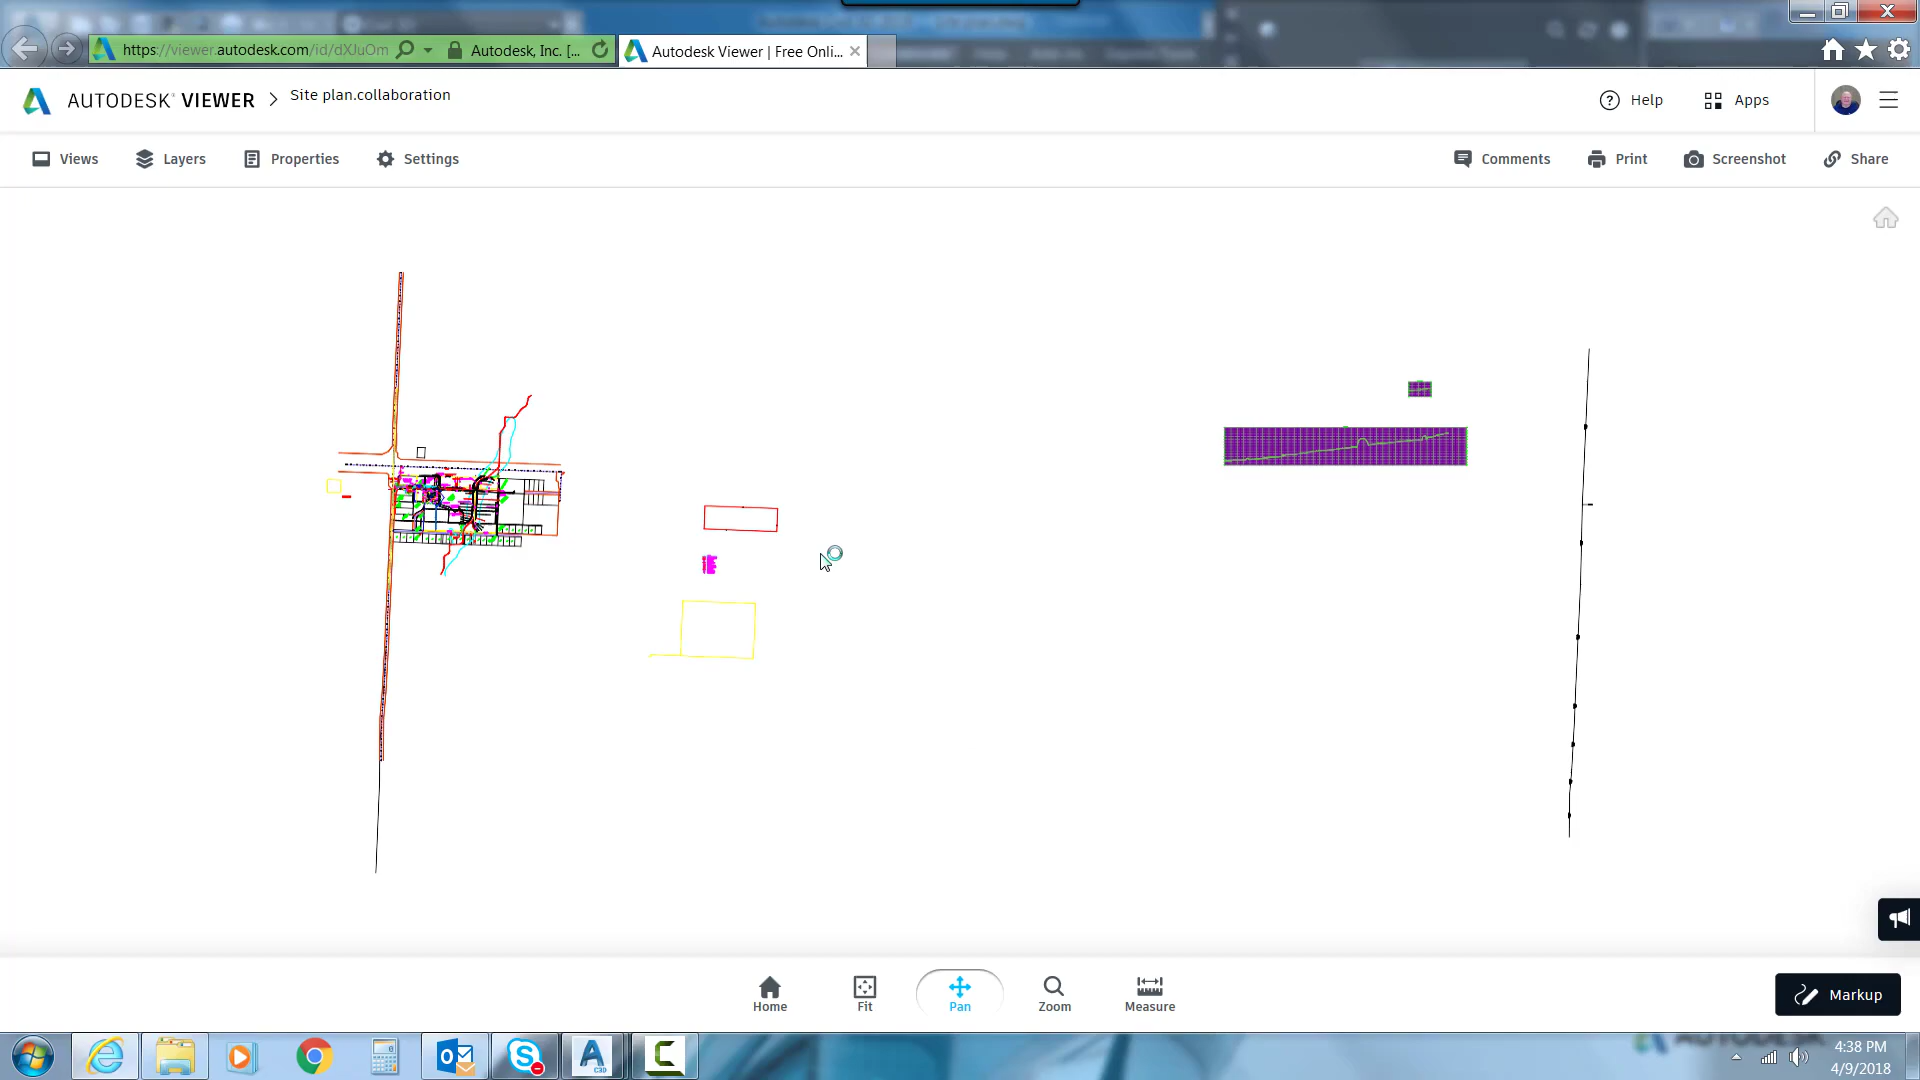 https://viewer.autodesk.com/id/dXJuOm
Autodesk, Inc. [...
Autodesk Viewer | Free Onli...
AUTODESK® VIEWER > Site plan.collaboration
Help
Apps
Views
Layers
Properties
Settings
Comments
Print
Screenshot
Share
Home
Fit
Pan
Zoom
Measure
Markup
C3D
4:38 PM
4/9/2018